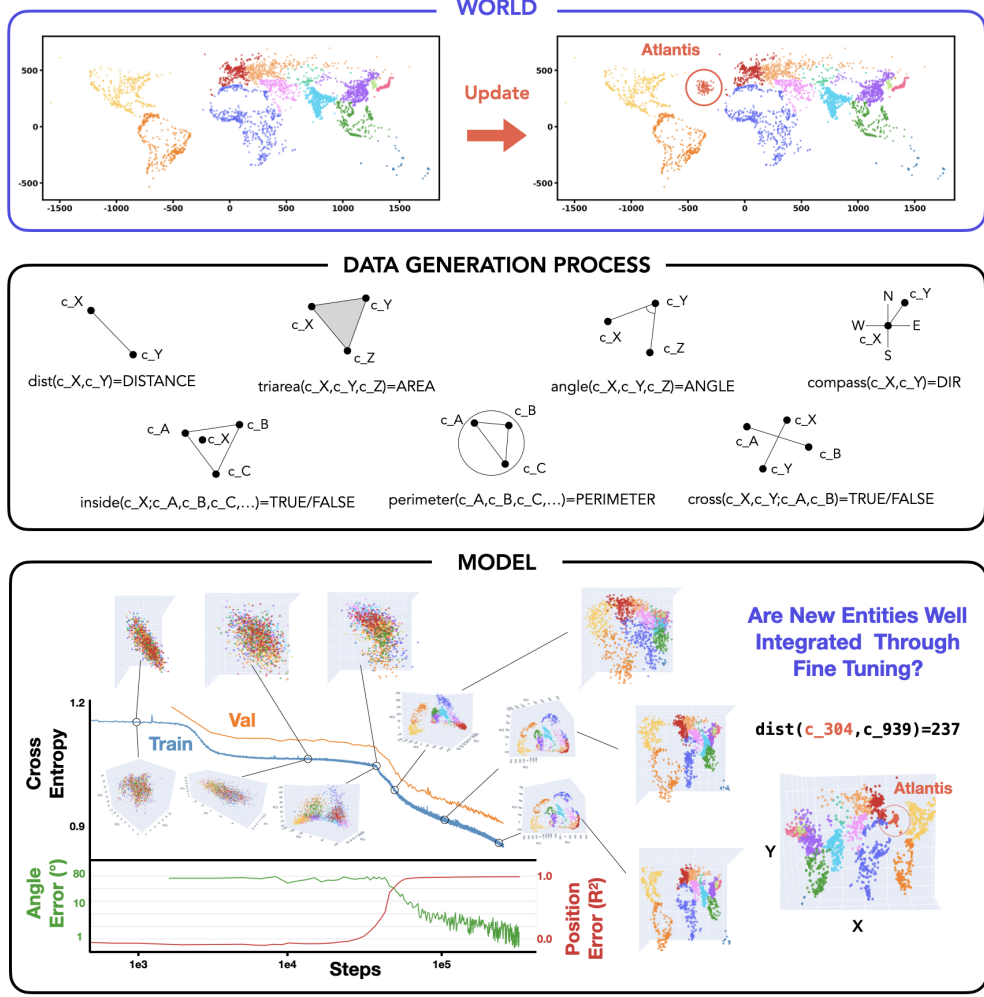 WORLD
Atlantis
500
0
-500
-1500
-1000
-500
0
500
1000
1500
Update
500
0
-500
-1500
-1000
-500
0
500
1000
1500
DATA GENERATION PROCESS
c_X
c_Y
dist(c_X,c_Y)=DISTANCE
c_X
c_Y
c_Z
triarea(c_X,c_Y,c_Z)=AREA
c_Y
c_X
c_Z
angle(c_X,c_Y,c_Z)=ANGLE
N
c_Y
W
E
c_X
S
compass(c_X,c_Y)=DIR
c_A
c_B
c_X
c_C
inside(c_X;c_A,c_B,c_C,...)=TRUE/FALSE
c_A
c_B
c_C
perimeter(c_A,c_B,c_C,...)=PERIMETER
c_X
c_A
c_B
c_Y
cross(c_X,c_Y;c_A,c_B)=TRUE/FALSE
MODEL
Are New Entities Well
Integrated Through
Fine Tuning?
dist(c_304,c_939)=237
Atlantis
Y
X
1.2
0.9
Cross
Entropy
Val
Train
Angle
Error (°)
80
10
1
1.0
0.0
Position
Error (R²)
1e3
1e4
1e5
Steps